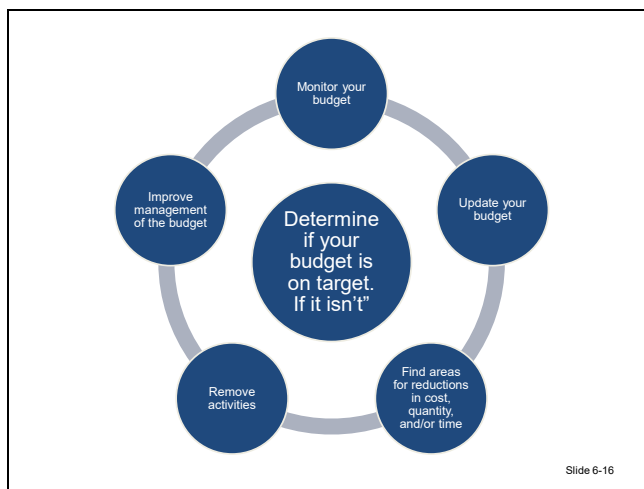 Monitor your
budget
Improve
management
of the budget
Update your
budget
Determine
if your
budget is
on target.
If it isn't”
Remove
activities
Find areas
for reductions
in cost,
quantity,
and/or time
Slide 6-16